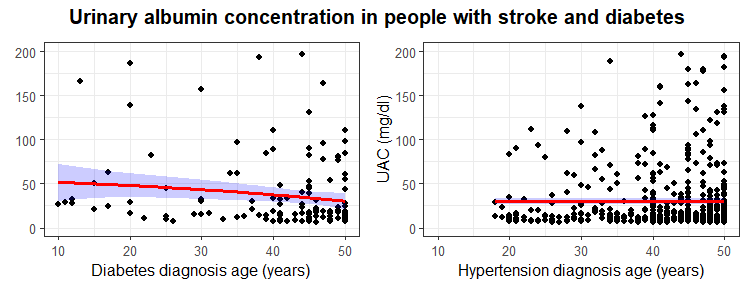 Urinary albumin concentration in people with stroke and diabetes
200
150
100
50
0
10 20 30 40 50
Diabetes diagnosis age (years)
UAC (mg/dl)
200
150
100
50
0
10 20 30 40 50
Hypertension diagnosis age (years)